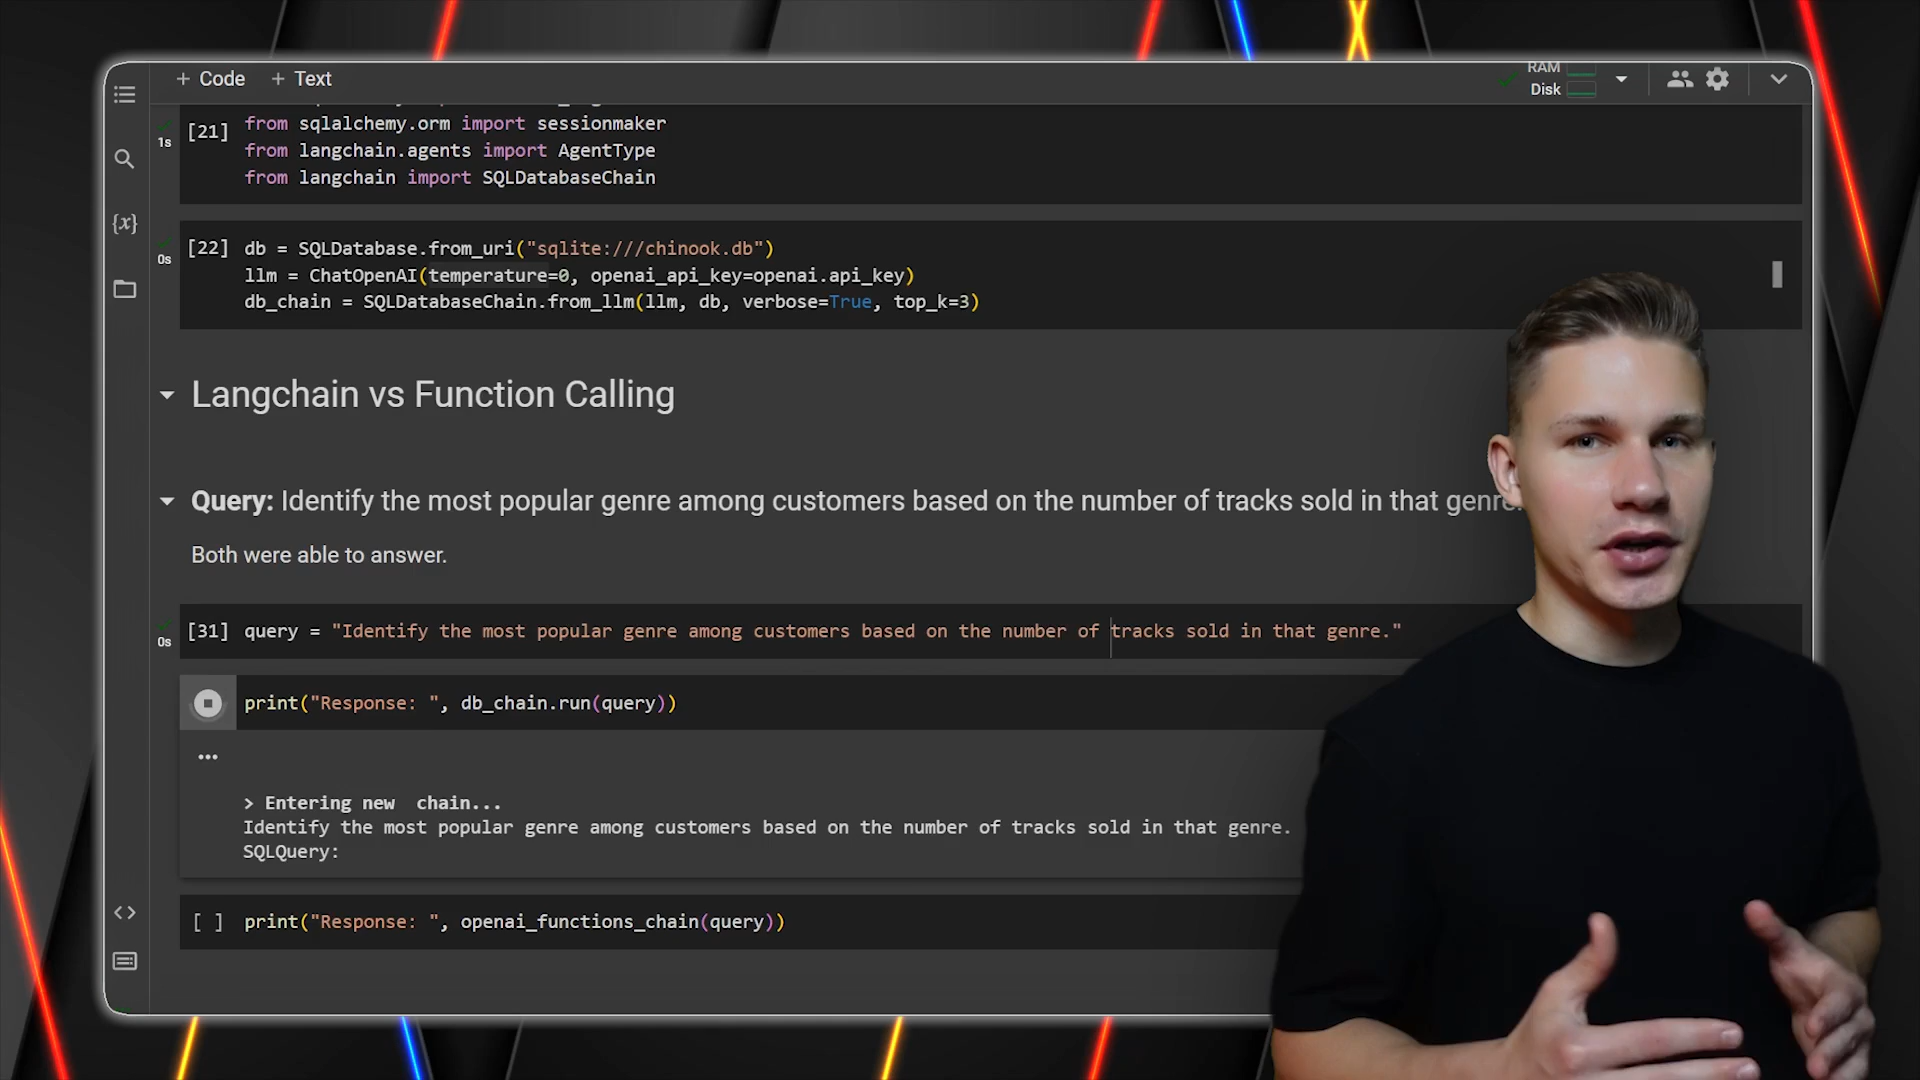 + Code + Text
RAM
Disk
1s
[21]
from sqlalchemy.orm import sessionmaker
from langchain.agents import AgentType
from langchain import SQLDatabaseChain
0s
[22] db = SQLDatabase.from_uri("sqlite:///chinook.db")
llm = ChatOpenAI(temperature=0, openai_api_key=openai.api_key)
db_chain = SQLDatabaseChain.from_llm(llm, db, verbose=True, top_k=3)
Langchain vs Function Calling
Query: Identify the most popular genre among customers based on the number of tracks sold in that genre.
Both were able to answer.
0s
[31] query = "Identify the most popular genre among customers based on the number of tracks sold in that genre."
print("Response: ", db_chain.run(query))
...
> Entering new  chain...
Identify the most popular genre among customers based on the number of tracks sold in that genre.
SQLQuery:
[ ] print("Response: ", openai_functions_chain(query))